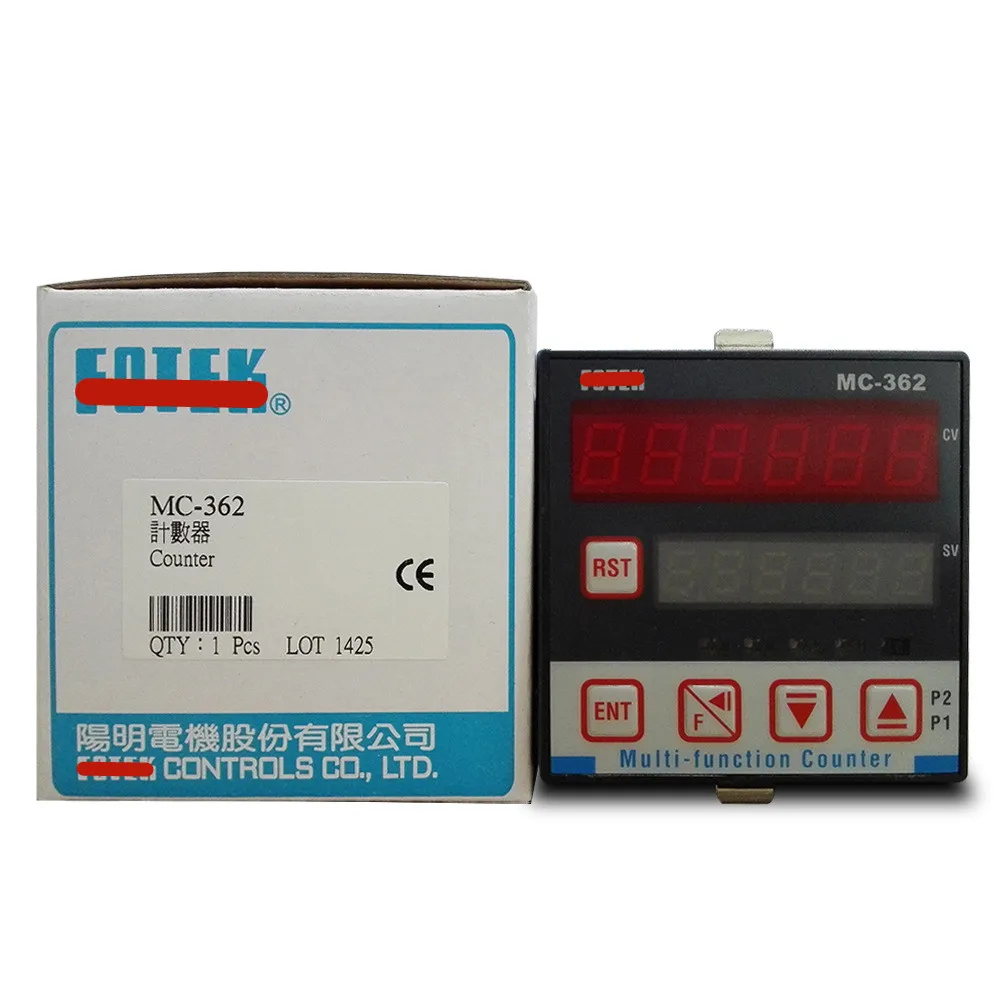 FOTEK®
MC-362
計數器
Counter
CE
QTY : 1 Pcs LOT 1425
陽明電機股份有限公司
FOTEK CONTROLS CO., LTD.
FOTEK MC-362
CV
SV
RST
ENT
F
P2
P1
Multi-function Counter